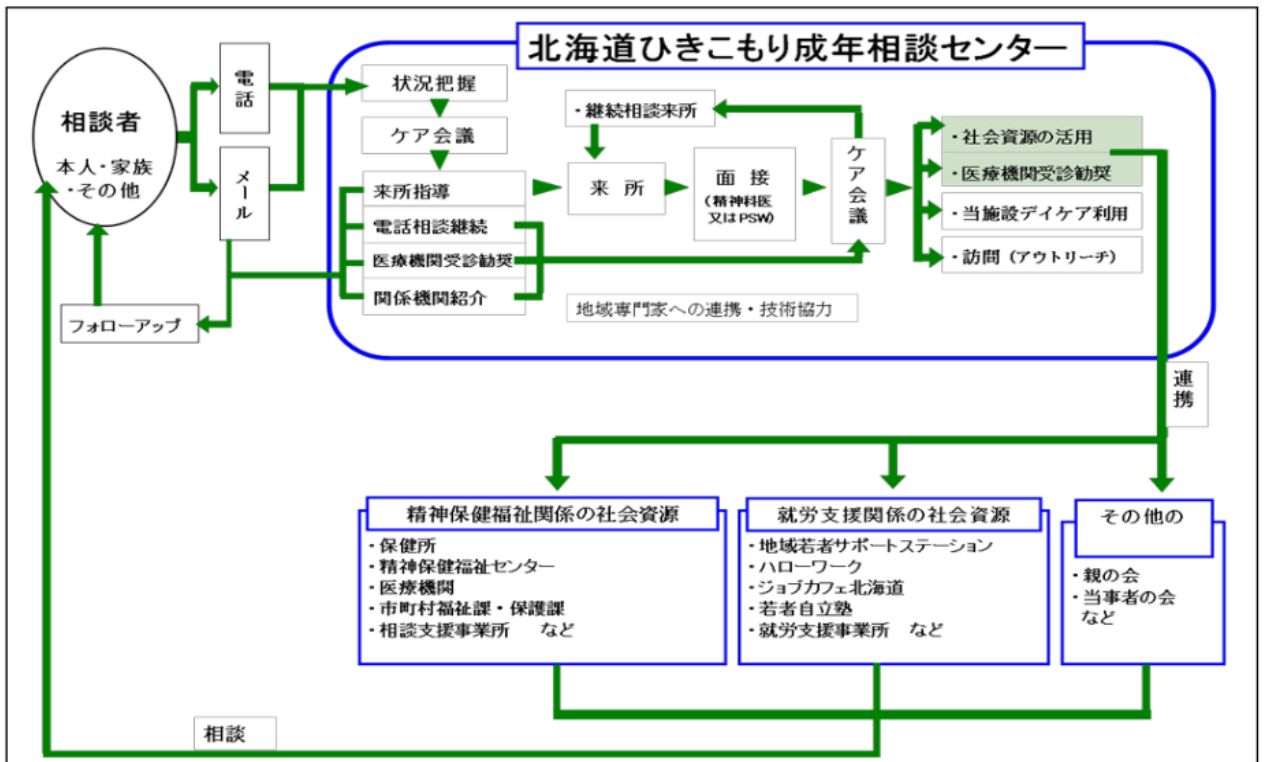 北海道ひきこもり成年相談センター
相談者
本人・家族
・その他
電話
メール
フォローアップ
状況把握
ケア会議
来所指導
電話相談継続
医療機関受診勧奨
関係機関紹介
・継続相談来所
来所
面接
(精神科医
又はPSW)
ケア会議
・社会資源の活用
・医療機関受診勧奨
・当施設デイケア利用
・訪問(アウトリーチ)
地域専門家への連携・技術協力
連携
精神保健福祉関係の社会資源
・保健所
・精神保健福祉センター
・医療機関
・市町村福祉課・保護課
・相談支援事業所 など
就労支援関係の社会資源
・地域若者サポートステーション
・ハローワーク
・ジョブカフェ北海道
・若者自立塾
・就労支援事業所 など
その他の
・親の会
・当事者の会
など
相談